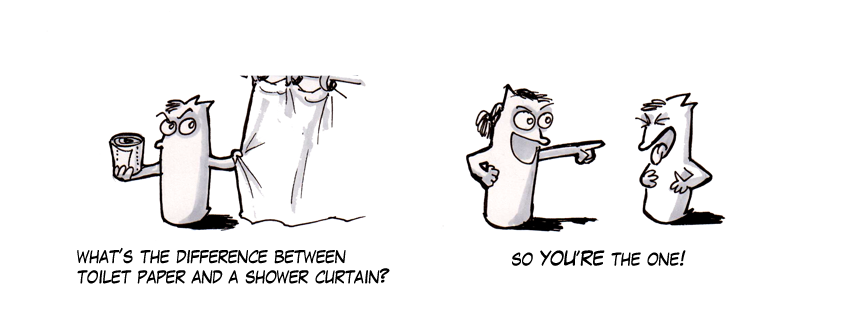 WHAT'S THE DIFFERENCE BETWEEN
TOILET PAPER AND A SHOWER CURTAIN?
SO YOU'RE THE ONE!